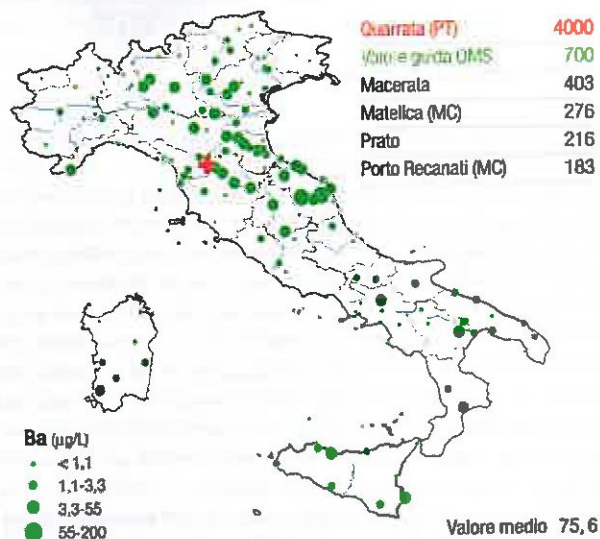 Quarrata (PT) 4000
Valore guida OMS 700
Macerata 403
Matelica (MC) 276
Prato 216
Porto Recanati (MC) 183
Ba (µg/L)
< 1,1
1,1-3,3
3,3-55
55-200
Valore medio 75,6